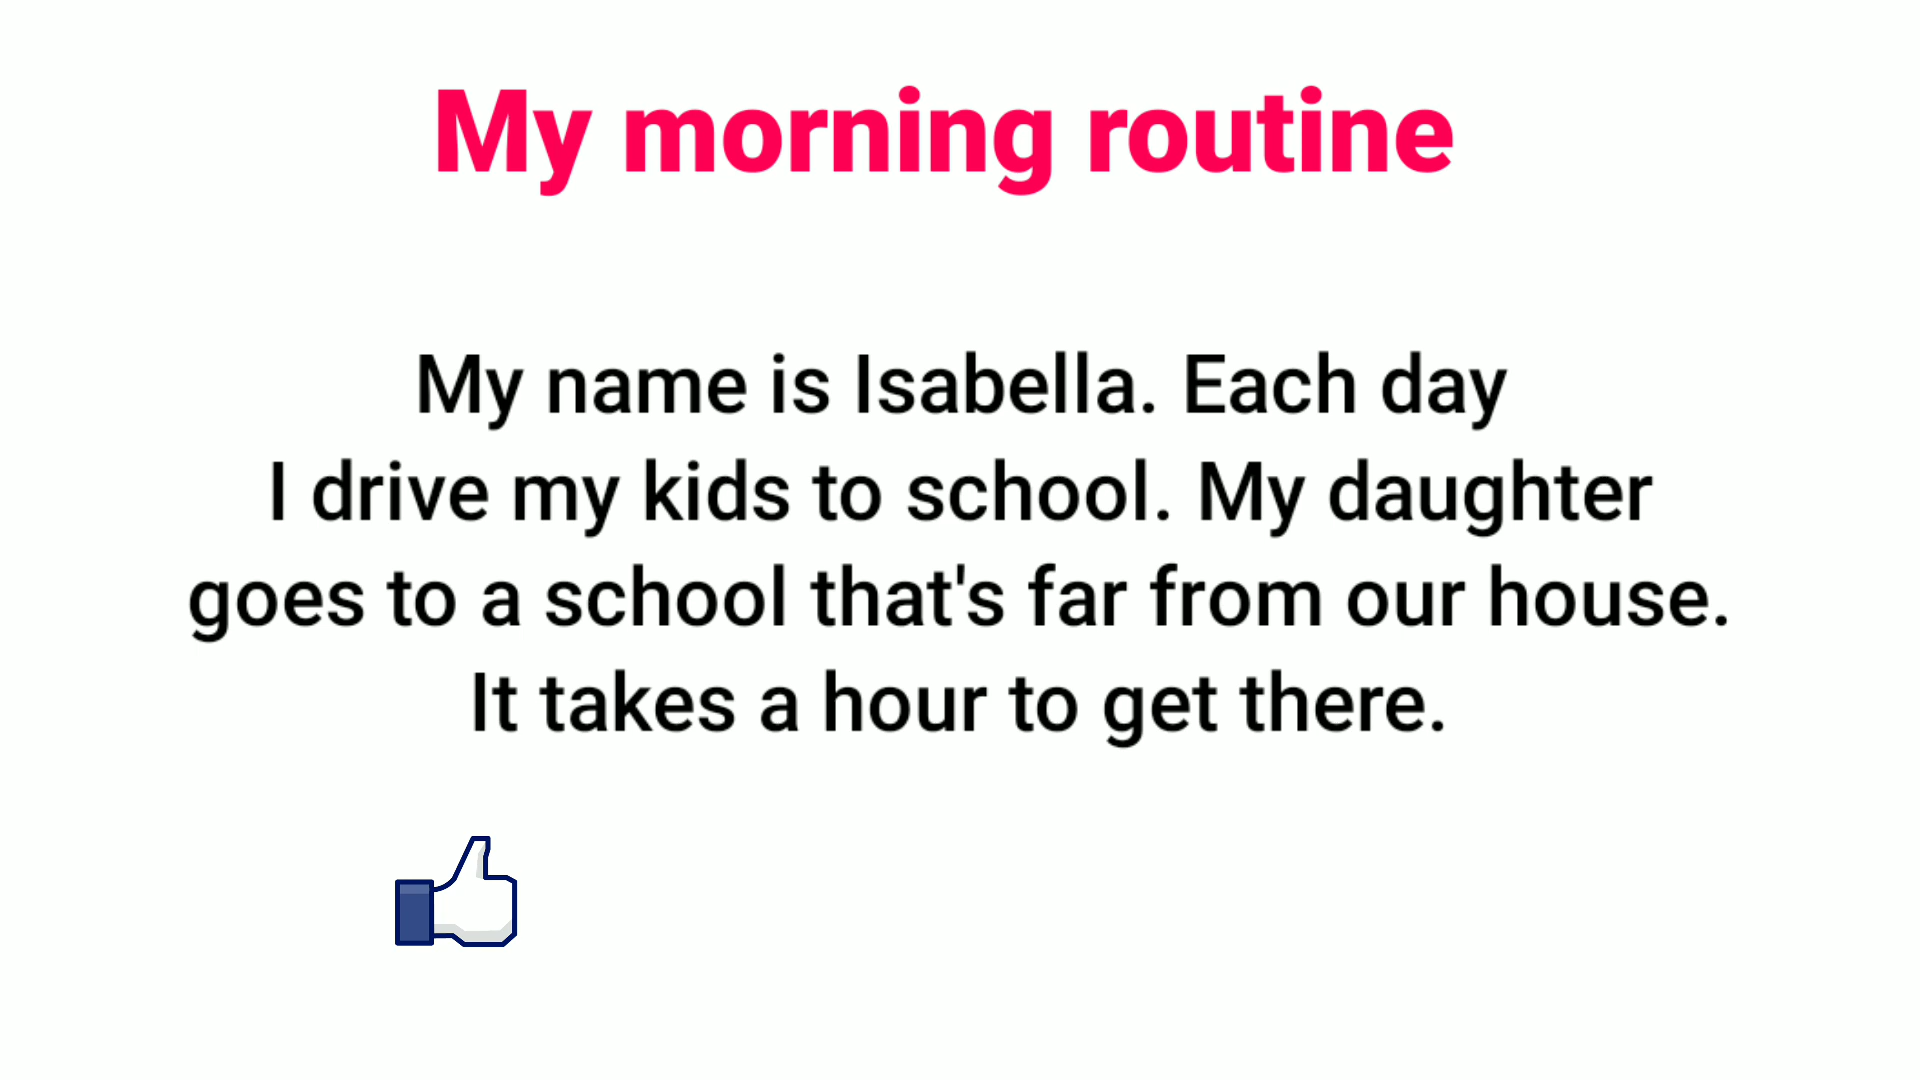 My morning routine
My name is Isabella. Each day
I drive my kids to school. My daughter
goes to a school that's far from our house.
It takes a hour to get there.